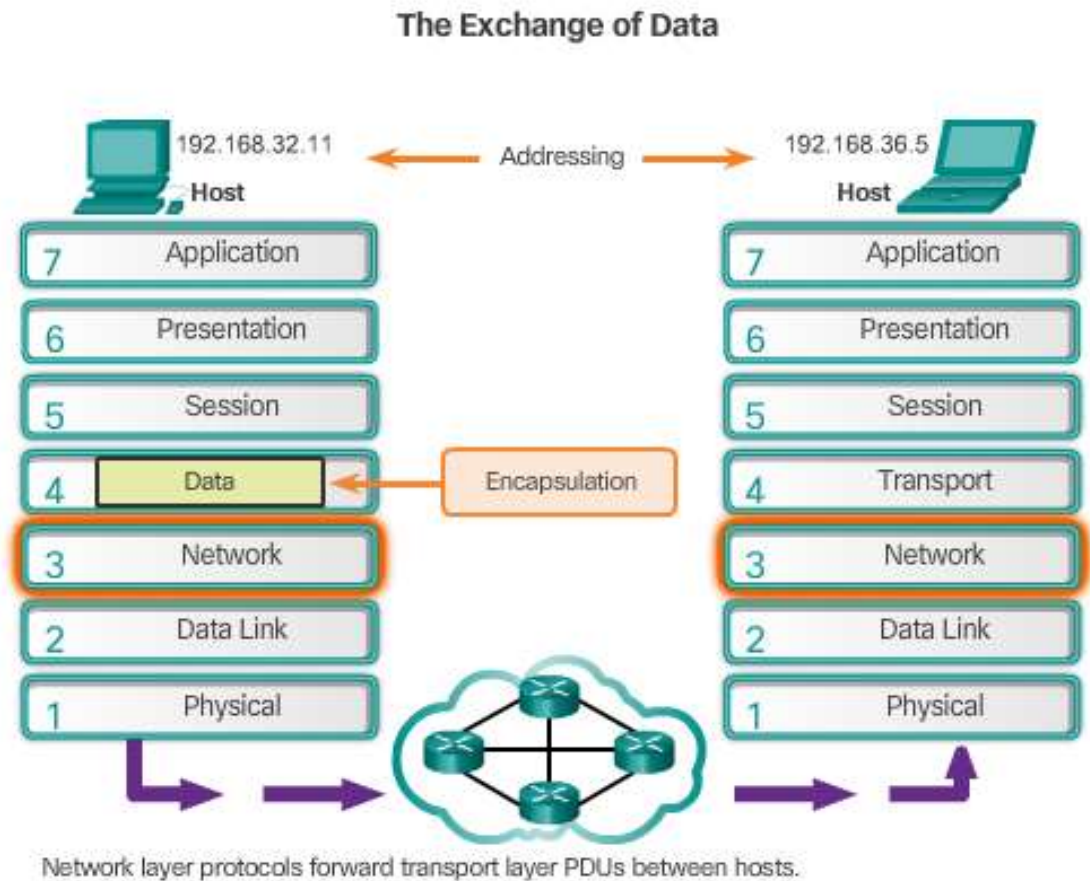 The Exchange of Data
192.168.32.11
Addressing
192.168.36.5
Host
Host
7 Application
7 Application
6 Presentation
6 Presentation
5 Session
5 Session
4 Data
Encapsulation
4 Transport
3 Network
3 Network
2 Data Link
2 Data Link
1 Physical
1 Physical
Network layer protocols forward transport layer PDUs between hosts.